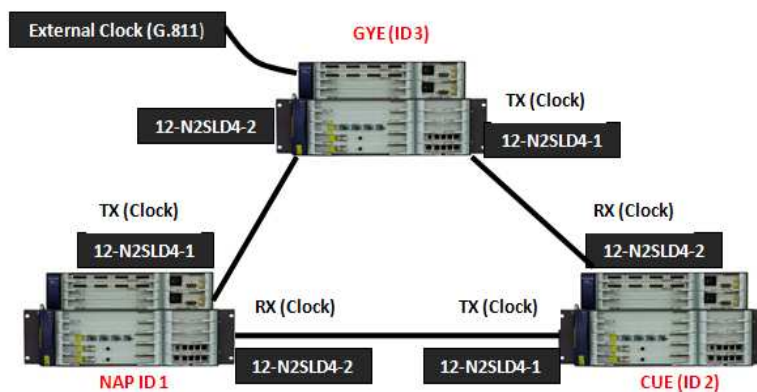 External Clock (G.811)
GYE (ID 3)
12-N2SLD4-2
TX (Clock)
12-N2SLD4-1
TX (Clock)
12-N2SLD4-1
RX (Clock)
12-N2SLD4-2
RX (Clock)
TX (Clock)
12-N2SLD4-2
12-N2SLD4-1
NAP ID 1
CUE (ID 2)